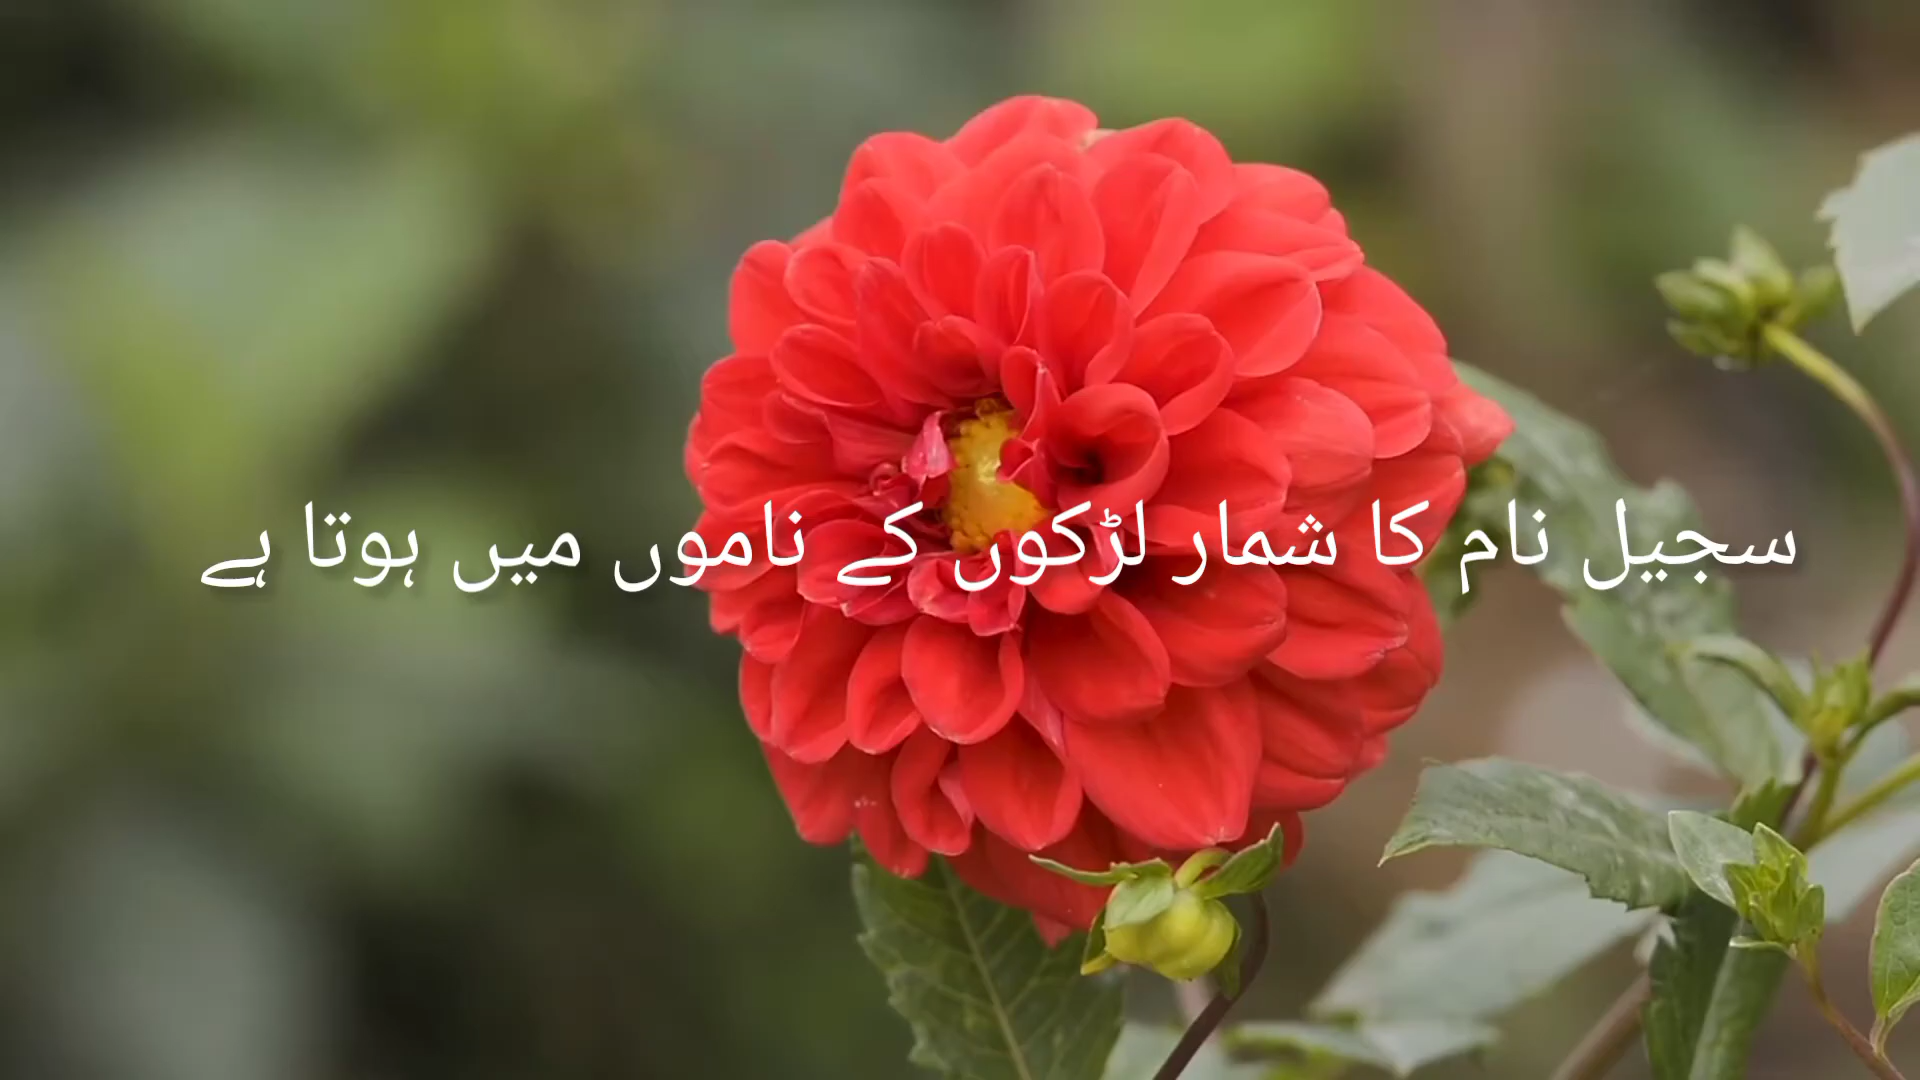 سجیل نام کا شمار لڑکوں کے ناموں میں ہوتا ہے